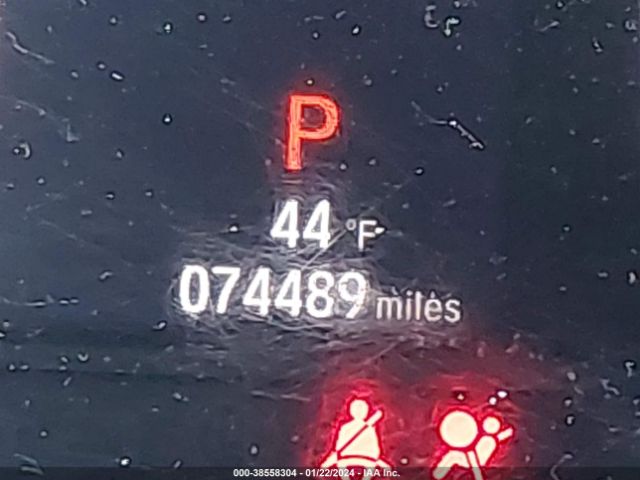 P
44 °F
074489 miles
000-38558304 - 01/22/2024 - IAA Inc.